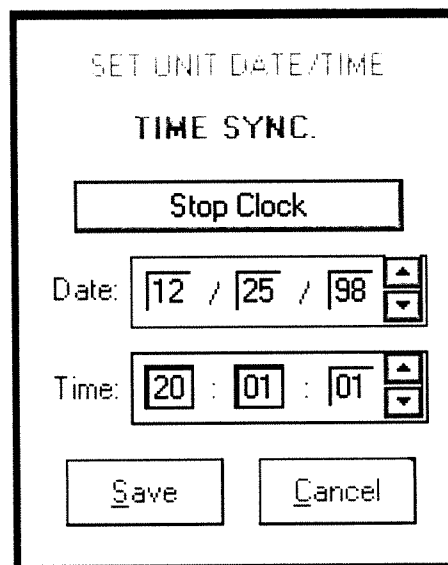 SET UNIT DATE/TIME
TIME SYNC.
Stop Clock
Date: 12 / 25 / 98
Time: 20 : 01 : 01
Save Cancel